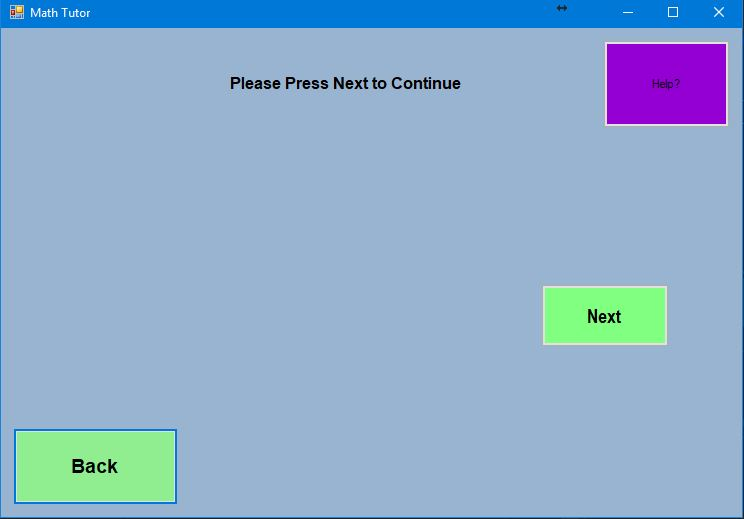 Math Tutor
Please Press Next to Continue
Help?
Next
Back